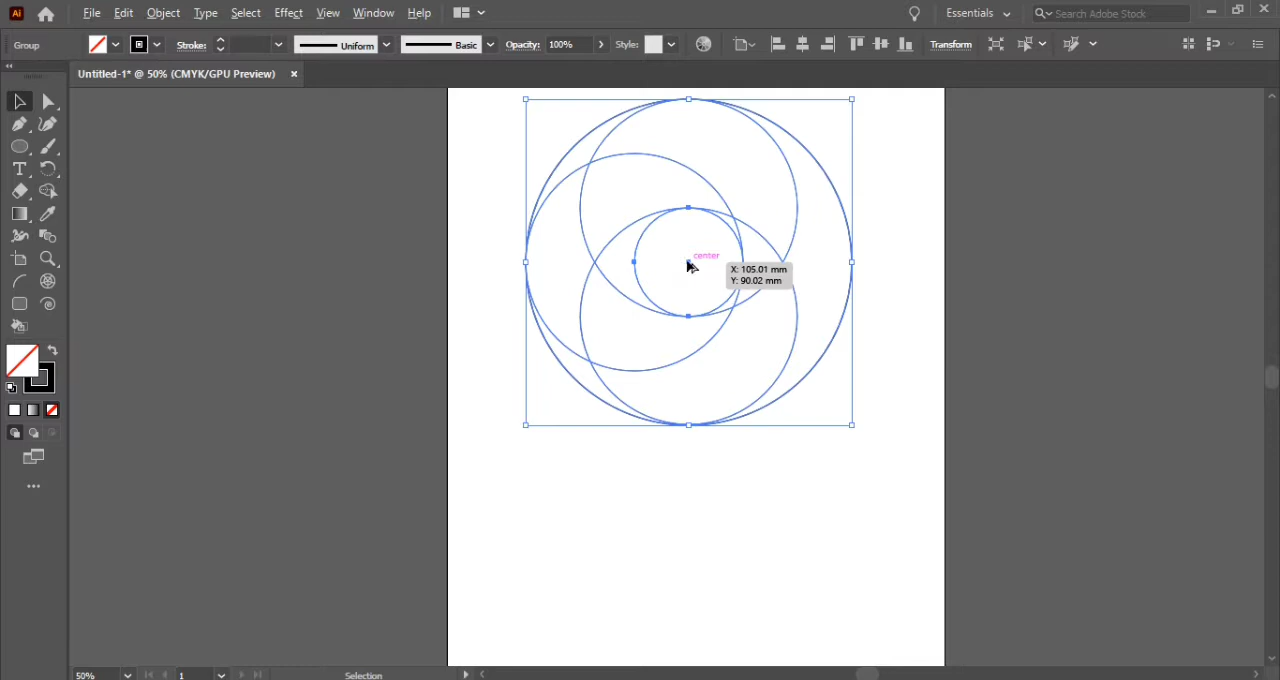 Ai File Edit Object Type Select Effect View Window Help Essentials Search Adobe Stock
Group Stroke: Uniform Basic Opacity: 100% Style: Transform
Untitled-1* @ 50% (CMYK/GPU Preview) ×
center
X: 105.01 mm
Y: 90.02 mm
50% 1 Selection